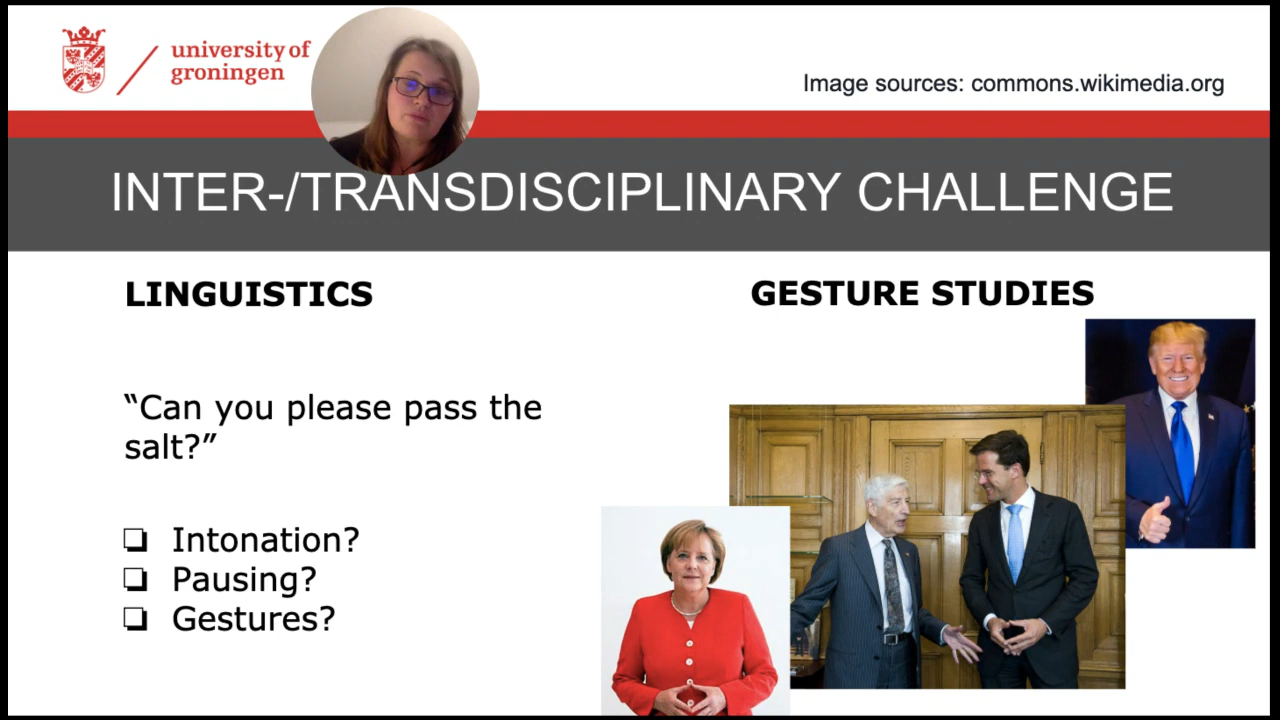 university of
groningen
Image sources: commons.wikimedia.org
INTER-/TRANSDISCIPLINARY CHALLENGE
LINGUISTICS
GESTURE STUDIES
“Can you please pass the
salt?”
❏ Intonation?
❏ Pausing?
❏ Gestures?